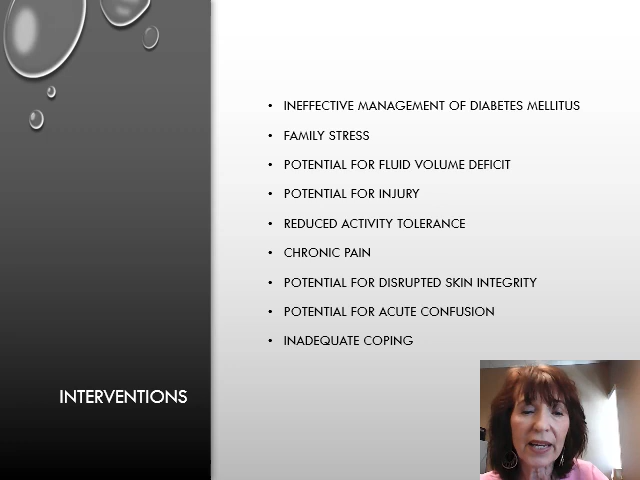 INEFFECTIVE MANAGEMENT OF DIABETES MELLITUS
FAMILY STRESS
POTENTIAL FOR FLUID VOLUME DEFICIT
POTENTIAL FOR INJURY
REDUCED ACTIVITY TOLERANCE
CHRONIC PAIN
POTENTIAL FOR DISRUPTED SKIN INTEGRITY
POTENTIAL FOR ACUTE CONFUSION
INADEQUATE COPING
INTERVENTIONS